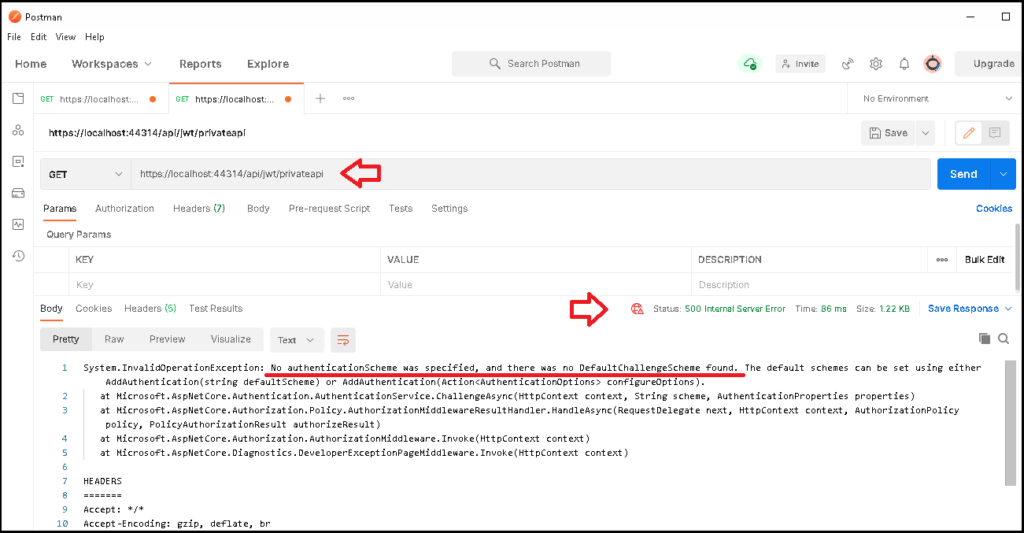 Postman
File Edit View Help
Home Workspaces Reports Explore Search Postman Invite Upgrade
GET https://localhost:... GET https://localhost:... + ooo No Environment
https://localhost:44314/api/jwt/privateapi Save
GET https://localhost:44314/api/jwt/privateapi Send
Params Authorization Headers (7) Body Pre-request Script Tests Settings Cookies
Query Params
KEY VALUE DESCRIPTION ooo Bulk Edit
Key Value Description
Body Cookies Headers (5) Test Results Status: 500 Internal Server Error Time: 86 ms Size: 1.22 KB Save Response
Pretty Raw Preview Visualize Text
1 System.InvalidOperationException: No authenticationScheme was specified, and there was no DefaultChallengeScheme found. The default schemes can be set using either
AddAuthentication(string defaultScheme) or AddAuthentication(Action<AuthenticationOptions> configureOptions).
2 at Microsoft.AspNetCore.Authentication.AuthenticationService.ChallengeAsync(HttpContext context, String scheme, AuthenticationProperties properties)
3 at Microsoft.AspNetCore.Authorization.Policy.AuthorizationMiddlewareResultHandler.HandleAsync(RequestDelegate next, HttpContext context, AuthorizationPolicy
policy, PolicyAuthorizationResult authorizeResult)
4 at Microsoft.AspNetCore.Authorization.AuthorizationMiddleware.Invoke(HttpContext context)
5 at Microsoft.AspNetCore.Diagnostics.DeveloperExceptionPageMiddleware.Invoke(HttpContext context)
6
7 HEADERS
8 =======
9 Accept: */*
10 Accept-Encoding: gzip, deflate, br